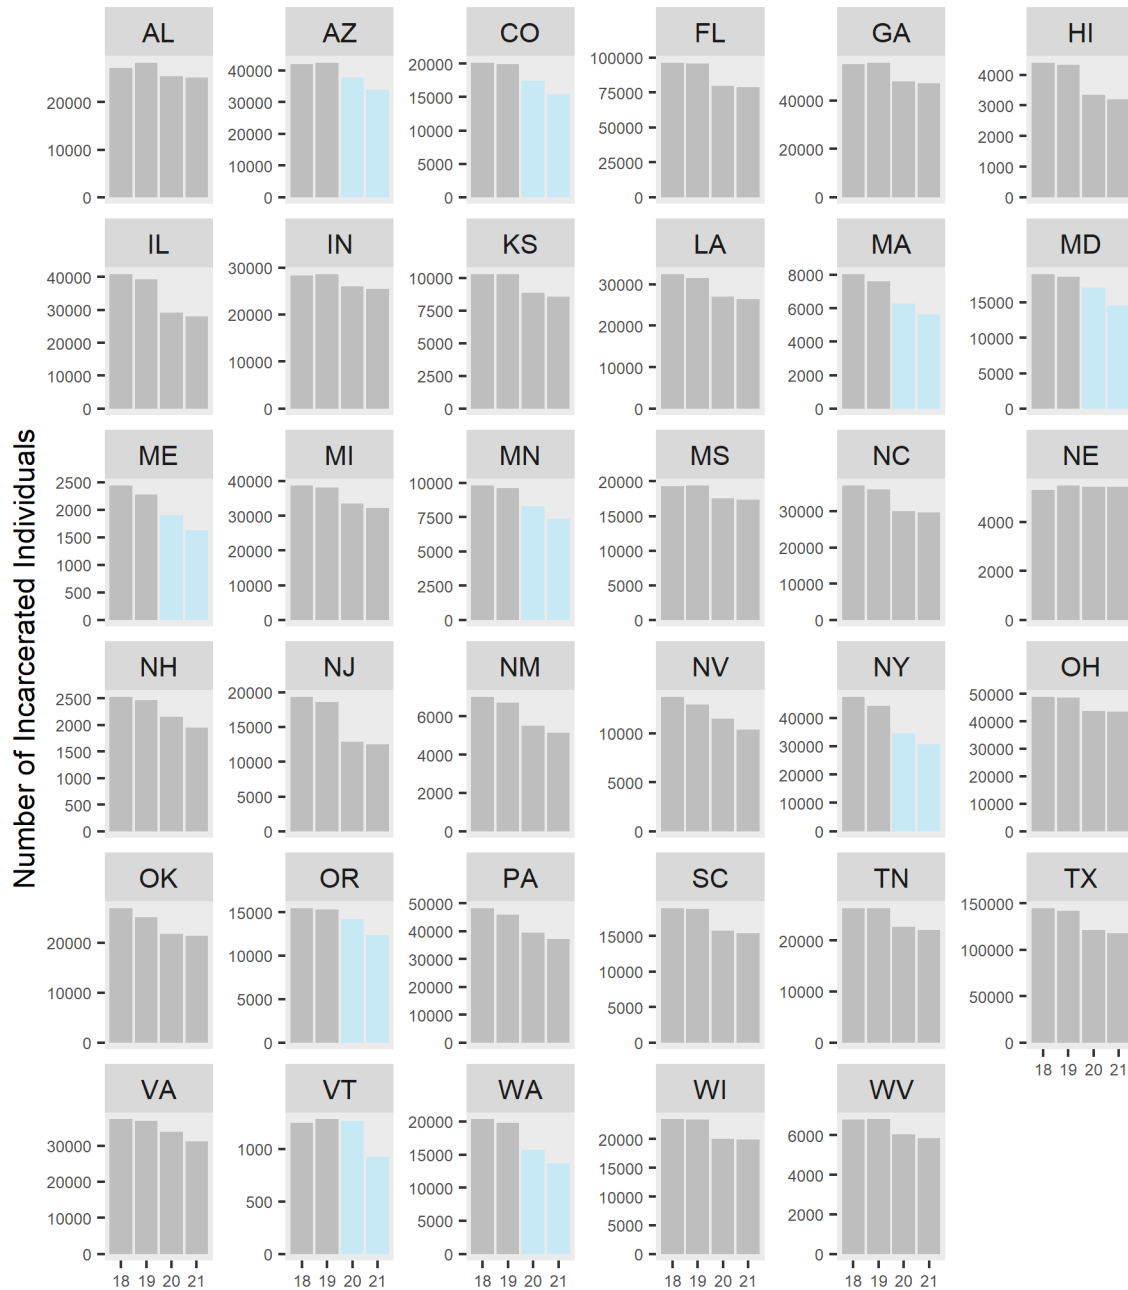 Number of Incarcerated Individuals
AL AZ CO FL GA HI
20000 10000 0
40000 30000 20000 10000 0
20000 15000 10000 5000 0
100000 75000 50000 25000 0
40000 20000 0
4000 3000 2000 1000 0
IL IN KS LA MA MD
40000 30000 20000 10000 0
30000 20000 10000 0
10000 7500 5000 2500 0
30000 20000 10000 0
8000 6000 4000 2000 0
15000 10000 5000 0
ME MI MN MS NC NE
2500 2000 1500 1000 500 0
40000 30000 20000 10000 0
10000 7500 5000 2500 0
20000 15000 10000 5000 0
30000 20000 10000 0
4000 2000 0
NH NJ NM NV NY OH
2500 2000 1500 1000 500 0
20000 15000 10000 5000 0
6000 4000 2000 0
10000 5000 0
40000 30000 20000 10000 0
50000 40000 30000 20000 10000 0
OK OR PA SC TN TX
20000 10000 0
15000 10000 5000 0
50000 40000 30000 20000 10000 0
15000 10000 5000 0
20000 10000 0
150000 100000 50000 0
18 19 20 21
VA VT WA WI WV
30000 20000 10000 0
1000 500 0
20000 15000 10000 5000 0
20000 15000 10000 5000 0
6000 4000 2000 0
18 19 20 21 18 19 20 21 18 19 20 21 18 19 20 21 18 19 20 21